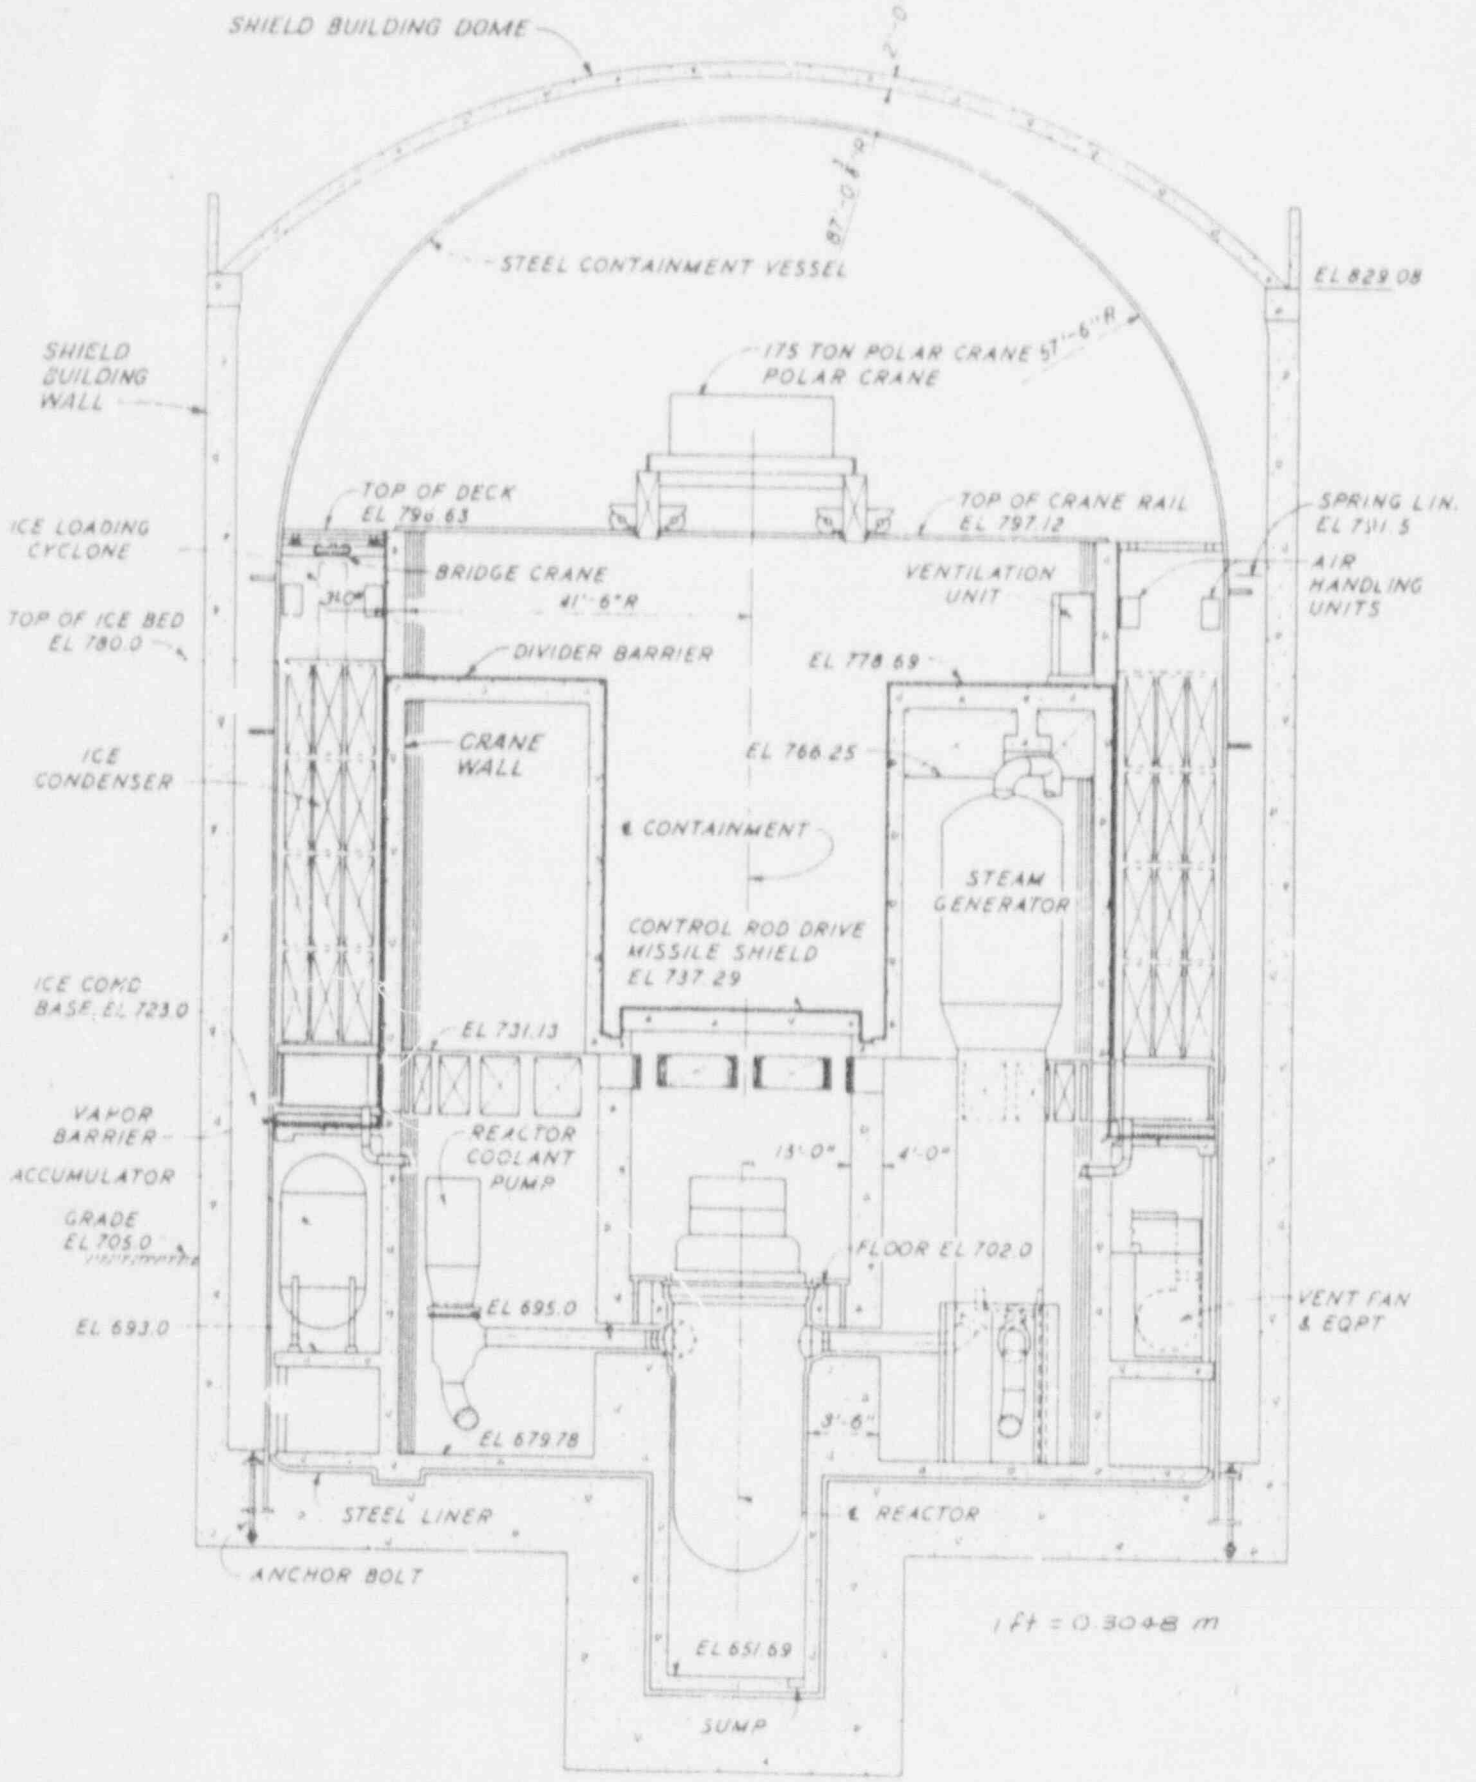 SHIELD BUILDING DOME
2'-0
87'-0
STEEL CONTAINMENT VESSEL
EL 829.08
57'-6"R
175 TON POLAR CRANE
POLAR CRANE
SHIELD
BUILDING
WALL
TOP OF DECK
EL 796.63
TOP OF CRANE RAIL
EL 797.12
SPRING LIN.
ICE LOADING
CYCLONE
BRIDGE CRANE
VENTILATION
UNIT
AIR
HANDLING
UNITS
41'-6"R
TOP OF ICE BED
EL 780.0
DIVIDER BARRIER
EL 778.69
CRANE
WALL
EL 766.25
ICE
CONDENSER
℄ CONTAINMENT
STEAM
GENERATOR
CONTROL ROD DRIVE
MISSILE SHIELD
EL 737.29
ICE COND
BASE, EL 723.0
EL 731.13
VAPOR
BARRIER
REACTOR
COOLANT
PUMP
13'-0"
4'-0"
ACCUMULATOR
GRADE
EL 705.0
FLOOR EL 702.0
EL 695.0
EL 693.0
VENT FAN
& EQPT
3'-6"
EL 679.78
STEEL LINER
℄ REACTOR
ANCHOR BOLT
1 ft = 0.3048 m
EL 651.69
SUMP